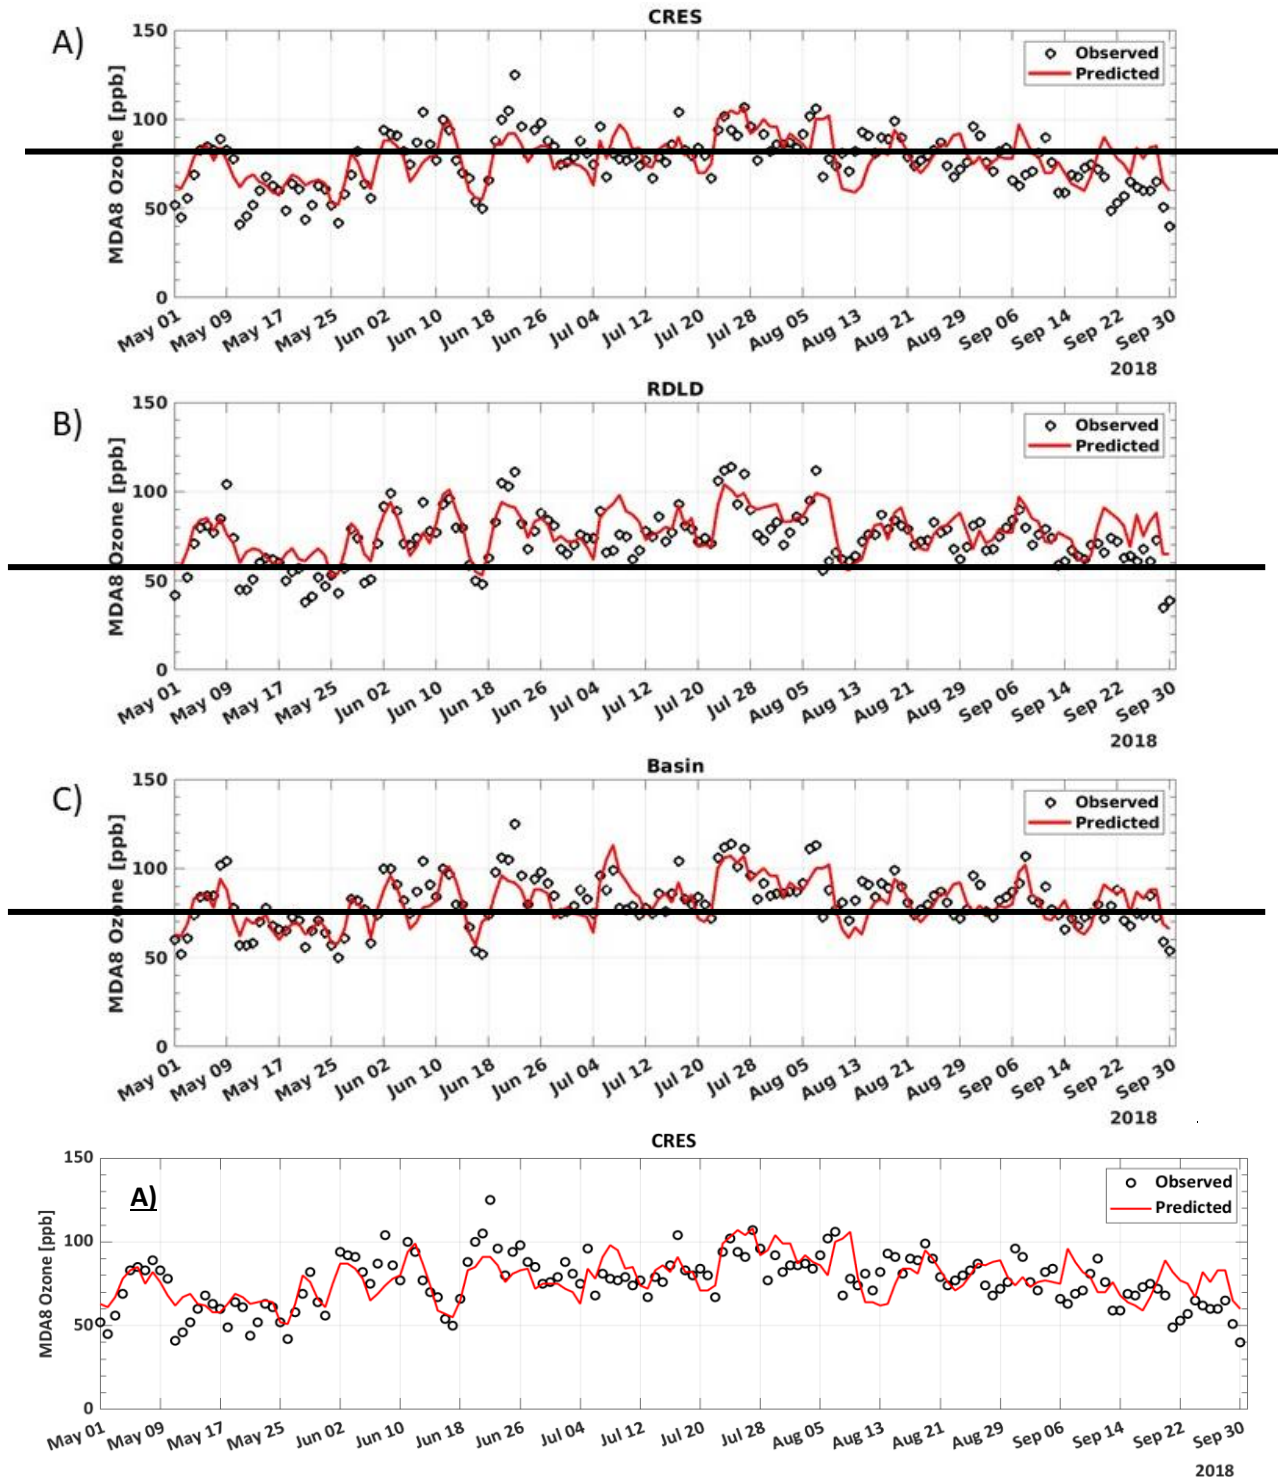 CRES
A)
MDA8 Ozone [ppb]
150
100
50
0
Observed
Predicted
May 01 May 09 May 17 May 25 Jun 02 Jun 10 Jun 18 Jun 26 Jul 04 Jul 12 Jul 20 Jul 28 Aug 05 Aug 13 Aug 21 Aug 29 Sep 06 Sep 14 Sep 22 Sep 30
2018
RDLD
B)
MDA8 Ozone [ppb]
150
100
50
0
Observed
Predicted
May 01 May 09 May 17 May 25 Jun 02 Jun 10 Jun 18 Jun 26 Jul 04 Jul 12 Jul 20 Jul 28 Aug 05 Aug 13 Aug 21 Aug 29 Sep 06 Sep 14 Sep 22 Sep 30
2018
Basin
C)
MDA8 Ozone [ppb]
150
100
50
0
Observed
Predicted
May 01 May 09 May 17 May 25 Jun 02 Jun 10 Jun 18 Jun 26 Jul 04 Jul 12 Jul 20 Jul 28 Aug 05 Aug 13 Aug 21 Aug 29 Sep 06 Sep 14 Sep 22 Sep 30
2018
CRES
A)
MDA8 Ozone [ppb]
150
100
50
0
Observed
Predicted
May 01 May 09 May 17 May 25 Jun 02 Jun 10 Jun 18 Jun 26 Jul 04 Jul 12 Jul 20 Jul 28 Aug 05 Aug 13 Aug 21 Aug 29 Sep 06 Sep 14 Sep 22 Sep 30
2018